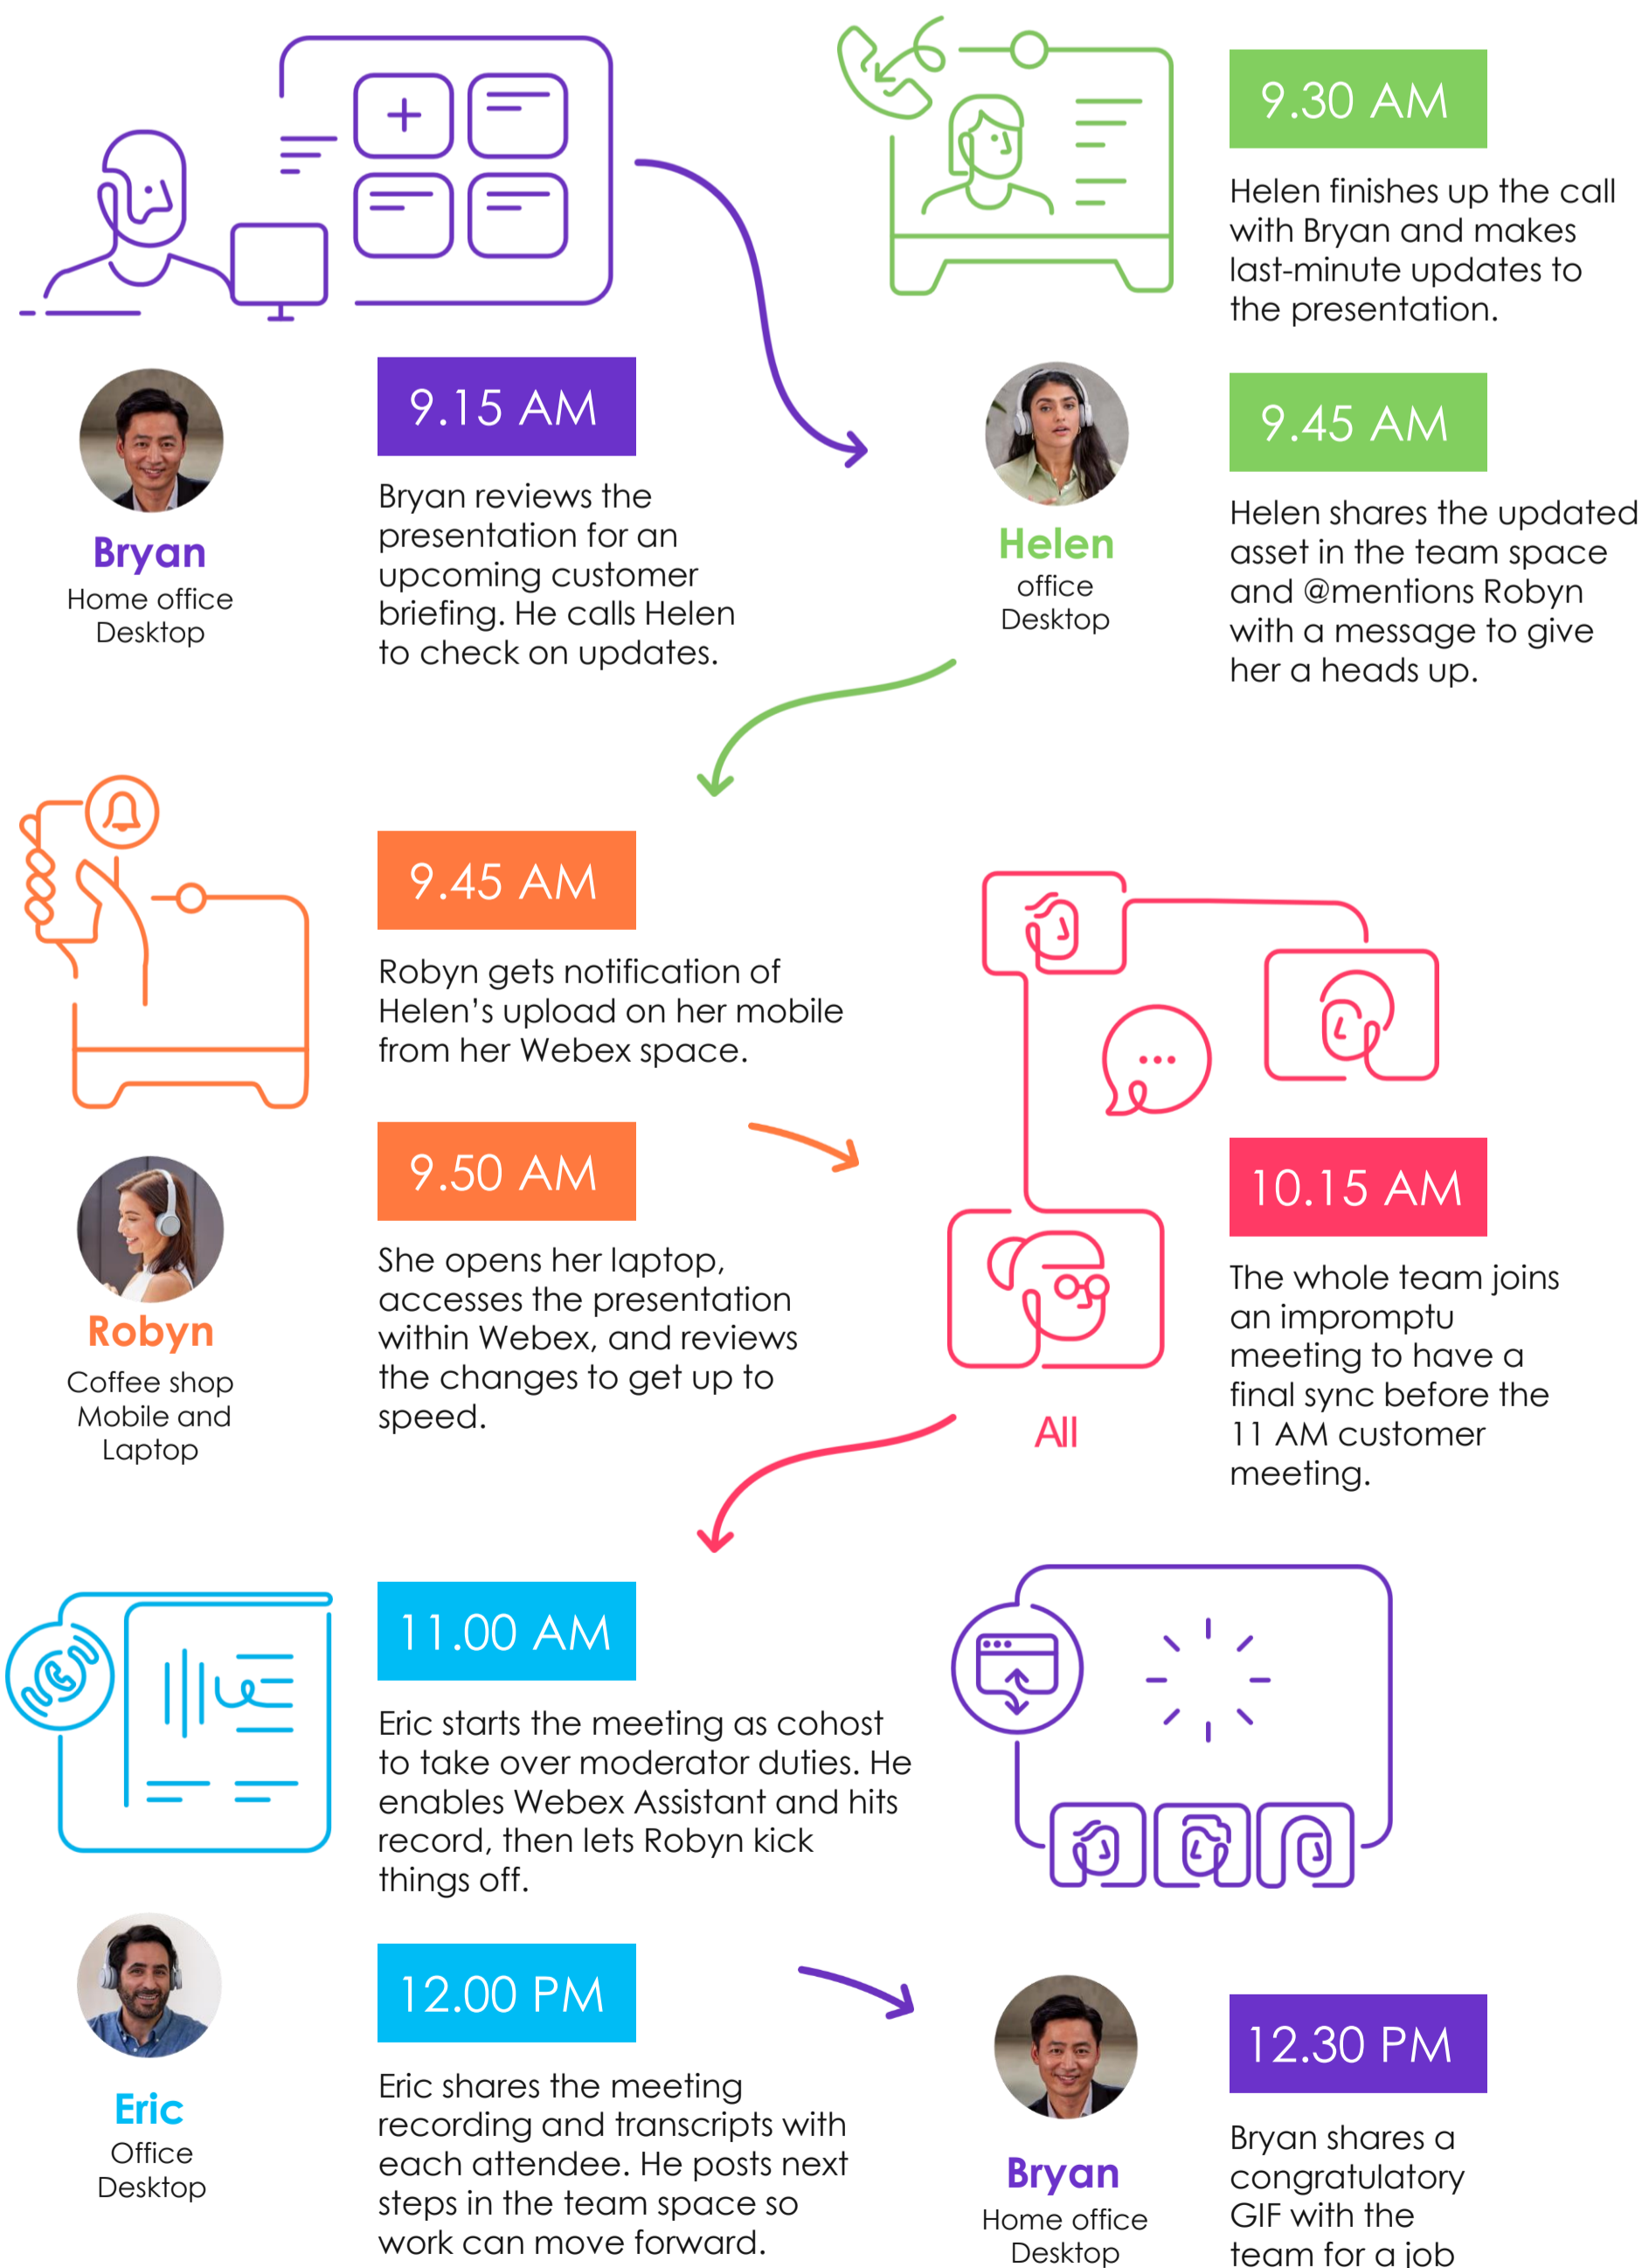 9.15 AM
Bryan
Home office
Desktop
Bryan reviews the
presentation for an
upcoming customer
briefing. He calls Helen
to check on updates.
9.30 AM
Helen finishes up the call
with Bryan and makes
last-minute updates to
the presentation.
Helen
office
Desktop
9.45 AM
Helen shares the updated
asset in the team space
and @mentions Robyn
with a message to give
her a heads up.
9.45 AM
Robyn gets notification of
Helen's upload on her mobile
from her Webex space.
Robyn
Coffee shop
Mobile and
Laptop
9.50 AM
She opens her laptop,
accesses the presentation
within Webex, and reviews
the changes to get up to
speed.
All
10.15 AM
The whole team joins
an impromptu
meeting to have a
final sync before the
11 AM customer
meeting.
11.00 AM
Eric starts the meeting as cohost
to take over moderator duties. He
enables Webex Assistant and hits
record, then lets Robyn kick
things off.
Eric
Office
Desktop
12.00 PM
Eric shares the meeting
recording and transcripts with
each attendee. He posts next
steps in the team space so
work can move forward.
Bryan
Home office
Desktop
12.30 PM
Bryan shares a
congratulatory
GIF with the
team for a job